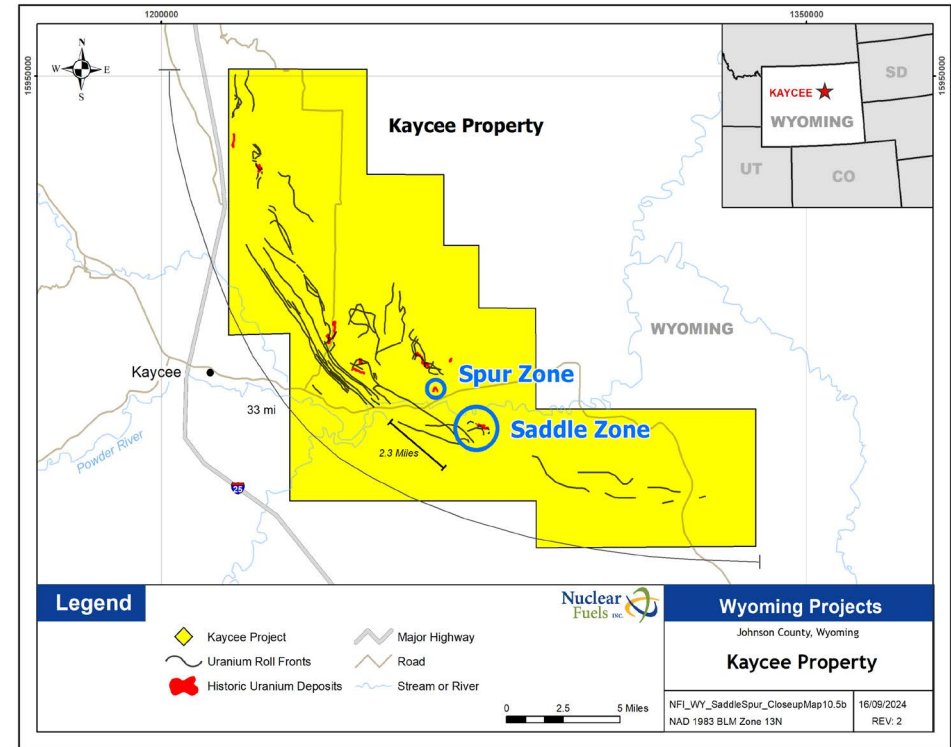 1200000
1350000
15950000
15950000
N
W
E
S
Kaycee Property
KAYCEE
WYOMING
SD
UT
CO
WYOMING
Kaycee
Spur Zone
Saddle Zone
33 mi
2.3 Miles
Powder River
25
Legend
Kaycee Project
Uranium Roll Fronts
Historic Uranium Deposits
Major Highway
Road
Stream or River
Nuclear
Fuels INC.
0 2.5 5 Miles
Wyoming Projects
Johnson County, Wyoming
Kaycee Property
NFI_WY_SaddleSpur_CloseupMap10.5b
16/09/2024
NAD 1983 BLM Zone 13N
REV: 2